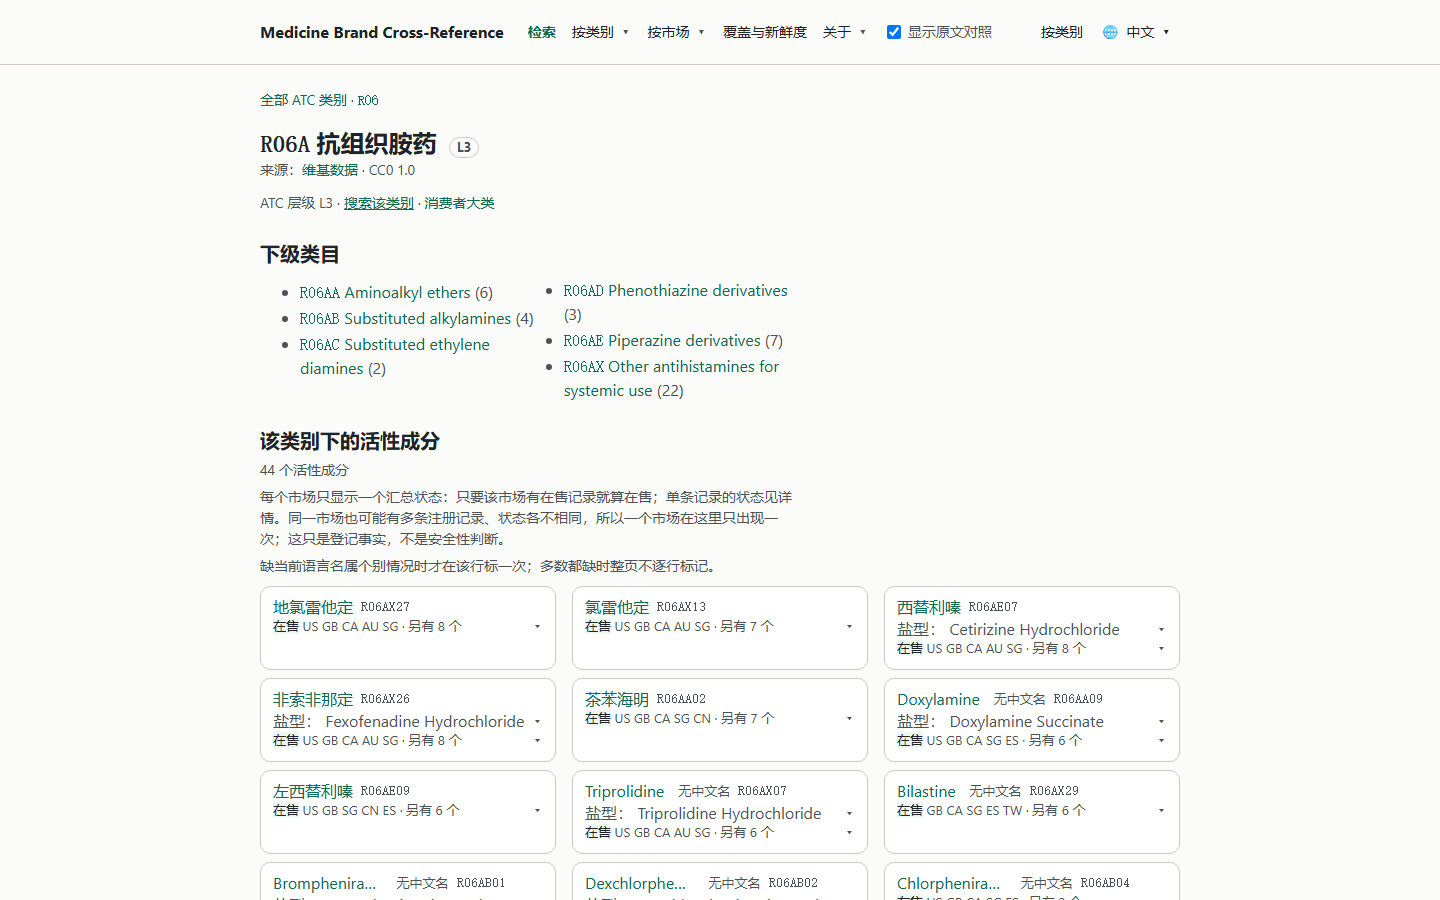 Medicine Brand Cross-Reference 检索 按类别 ▾ 按市场 ▾ 覆盖与新鲜度 关于 ▾ 显示原文对照 按类别 🌐 中文 ▾
全部 ATC 类别 · R06
R06A 抗组织胺药 L3
来源：维基数据 · CC0 1.0
ATC 层级 L3 · 搜索该类别 · 消费者大类
下级类目
R06AA Aminoalkyl ethers (6)
R06AB Substituted alkylamines (4)
R06AC Substituted ethylene
diamines (2)
R06AD Phenothiazine derivatives
(3)
R06AE Piperazine derivatives (7)
R06AX Other antihistamines for
systemic use (22)
该类别下的活性成分
44 个活性成分
每个市场只显示一个汇总状态：只要该市场有在售记录就算在售；单条记录的状态见详
情。同一市场也可能有多条注册记录、状态各不相同，所以一个市场在这里只出现一
次；这只是登记事实，不是安全性判断。
缺当前语言名属个别情况时才在该行标一次；多数都缺时整页不逐行标记。
地氯雷他定 R06AX27
在售 US GB CA AU SG · 另有 8 个
氯雷他定 R06AX13
在售 US GB CA AU SG · 另有 7 个
西替利嗪 R06AE07
盐型： Cetirizine Hydrochloride
在售 US GB CA AU SG · 另有 8 个
非索非那定 R06AX26
盐型： Fexofenadine Hydrochloride
在售 US GB CA AU SG · 另有 8 个
茶苯海明 R06AA02
在售 US GB CA SG CN · 另有 7 个
Doxylamine 无中文名 R06AA09
盐型： Doxylamine Succinate
在售 US GB CA SG ES · 另有 6 个
左西替利嗪 R06AE09
在售 US GB SG CN ES · 另有 6 个
Triprolidine 无中文名 R06AX07
盐型： Triprolidine Hydrochloride
在售 US GB CA AU SG · 另有 6 个
Bilastine 无中文名 R06AX29
在售 GB CA SG ES TW · 另有 6 个
Bromphenira... 无中文名 R06AB01
Dexchlorphe... 无中文名 R06AB02
Chlorphenira... 无中文名 R06AB04